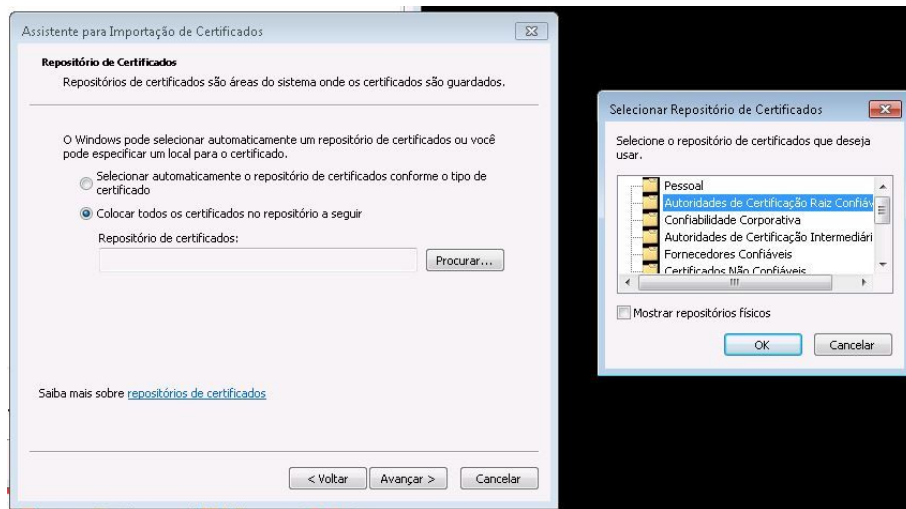 Assistente para Importação de Certificados
Repositório de Certificados
Repositórios de certificados são áreas do sistema onde os certificados são guardados.
O Windows pode selecionar automaticamente um repositório de certificados ou você
pode especificar um local para o certificado.
Selecionar automaticamente o repositório de certificados conforme o tipo de
certificado
Colocar todos os certificados no repositório a seguir
Repositório de certificados:
Procurar...
Saiba mais sobre repositórios de certificados
< Voltar
Avançar >
Cancelar
Selecionar Repositório de Certificados
Selecione o repositório de certificados que deseja
usar.
Pessoal
Autoridades de Certificação Raiz Confiáv
Confiabilidade Corporativa
Autoridades de Certificação Intermediári
Fornecedores Confiáveis
Certificados Não Confiáveis
Mostrar repositórios físicos
OK
Cancelar